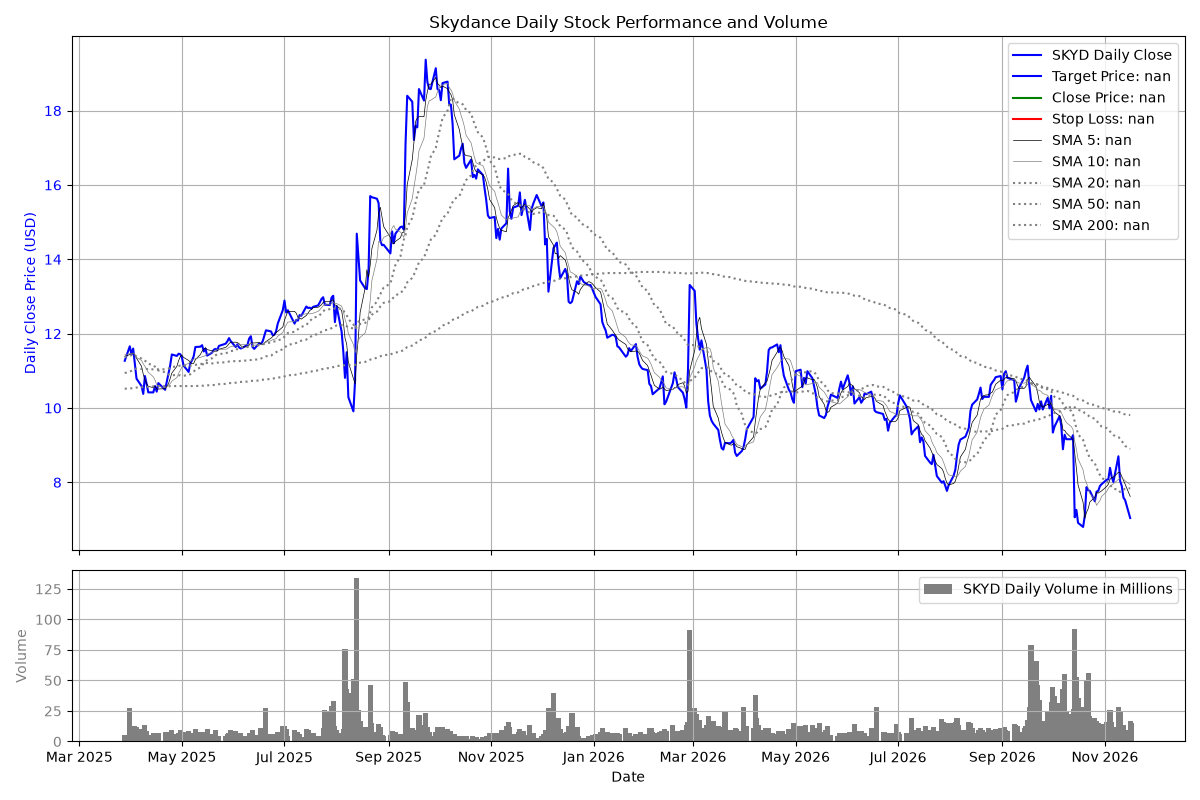 Skydance Daily Stock Performance and Volume
Daily Close Price (USD)
18
16
14
12
10
8
SKYD Daily Close
Target Price: nan
Close Price: nan
Stop Loss: nan
SMA 5: nan
SMA 10: nan
SMA 20: nan
SMA 50: nan
SMA 200: nan
Volume
125
100
75
50
25
0
SKYD Daily Volume in Millions
Mar 2025 May 2025 Jul 2025 Sep 2025 Nov 2025 Jan 2026 Mar 2026 May 2026 Jul 2026 Sep 2026 Nov 2026
Date